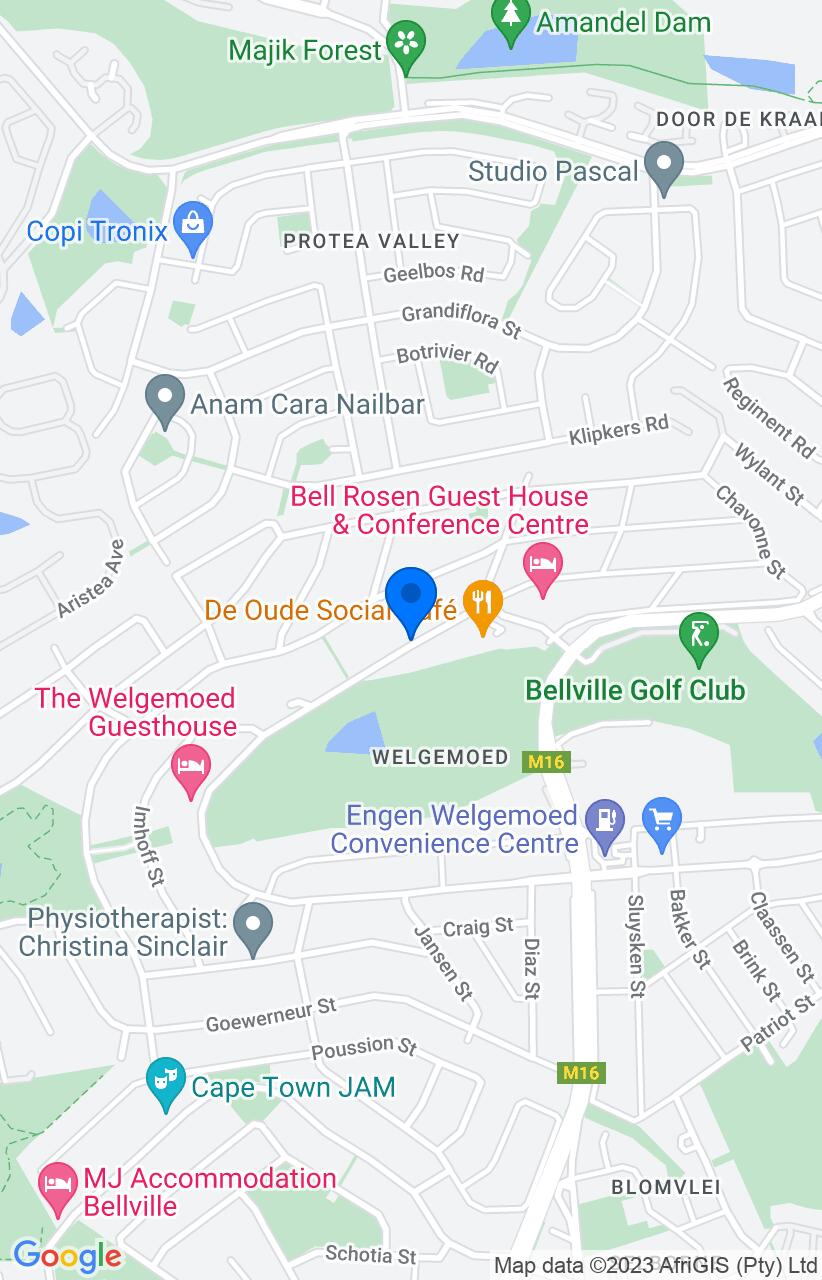 Amandel Dam
Majik Forest
DOOR DE KRAAI
Studio Pascal
Copi Tronix
PROTEA VALLEY
Geelbos Rd
Grandiflora St
Botrivier Rd
Anam Cara Nailbar
Regiment Rd
Klipkers Rd
Wylant St
Chavonne St
Bell Rosen Guest House
& Conference Centre
Aristea Ave
De Oude Social afé
Bellville Golf Club
The Welgemoed
Guesthouse
WELGEMOED
M16
Imhoff St
Engen Welgemoed
Convenience Centre
Physiotherapist:
Christina Sinclair
Craig St
Jansen St
Diaz St
Sluysken St
Bakker St
Claassen St
Brink St
Patriot St
Goewerneur St
Poussion St
M16
Cape Town JAM
MJ Accommodation
Bellville
BLOMVLEI
Schotia St
Google
Map data ©2023 AfriGIS (Pty) Ltd